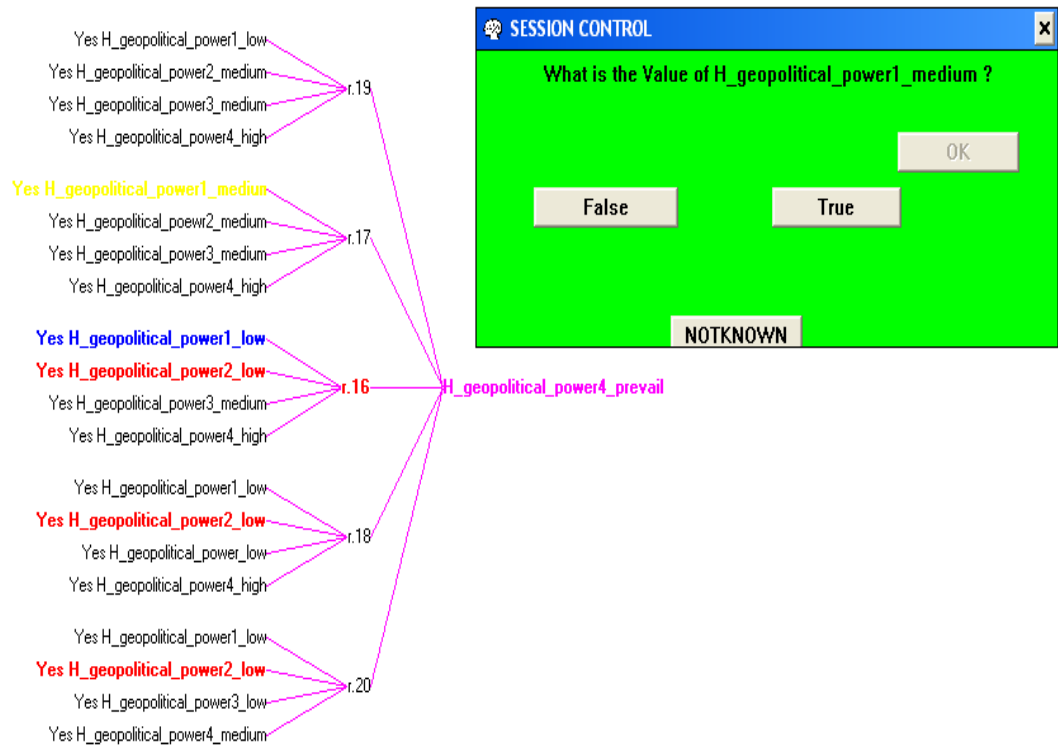 Yes H_geopolitical_power1_low
Yes H_geopolitical_power2_medium
Yes H_geopolitical_power3_medium
Yes H_geopolitical_power4_high
r.19
Yes H_geopolitical_power1_medium
Yes H_geopolitical_poewr2_medium
Yes H_geopolitical_power3_medium
Yes H_geopolitical_power4_high
r.17
Yes H_geopolitical_power1_low
Yes H_geopolitical_power2_low
Yes H_geopolitical_power3_medium
Yes H_geopolitical_power4_high
r.16
H_geopolitical_power4_prevail
Yes H_geopolitical_power1_low
Yes H_geopolitical_power2_low
Yes H_geopolitical_power_low
Yes H_geopolitical_power4_high
r.18
Yes H_geopolitical_power1_low
Yes H_geopolitical_power2_low
Yes H_geopolitical_power3_low
Yes H_geopolitical_power4_medium
r.20
SESSION CONTROL
What is the Value of H_geopolitical_power1_medium ?
OK
False True
NOTKNOWN